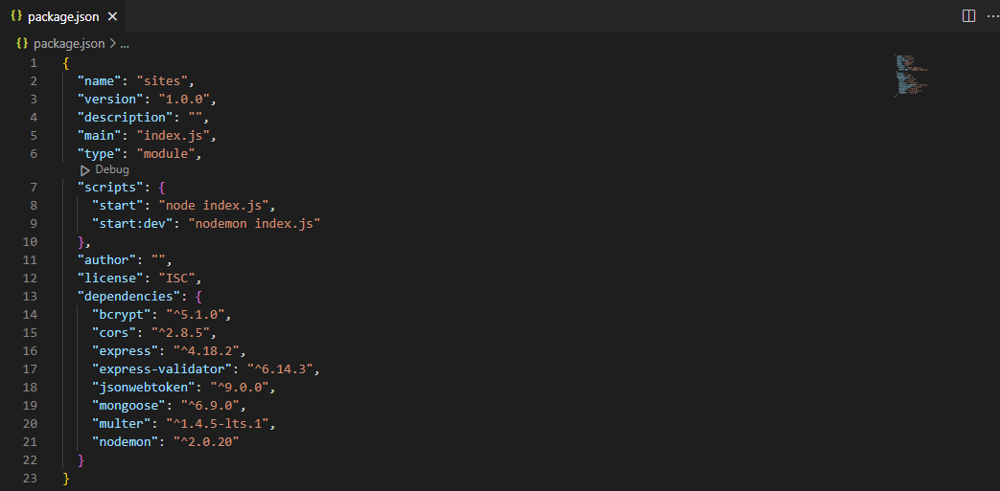 {} package.json ×
{} package.json > ...
1 {
2   "name": "sites",
3   "version": "1.0.0",
4   "description": "",
5   "main": "index.js",
6   "type": "module",
Debug
7   "scripts": {
8     "start": "node index.js",
9     "start:dev": "nodemon index.js"
10   },
11   "author": "",
12   "license": "ISC",
13   "dependencies": {
14     "bcrypt": "^5.1.0",
15     "cors": "^2.8.5",
16     "express": "^4.18.2",
17     "express-validator": "^6.14.3",
18     "jsonwebtoken": "^9.0.0",
19     "mongoose": "^6.9.0",
20     "multer": "^1.4.5-lts.1",
21     "nodemon": "^2.0.20"
22   }
23 }